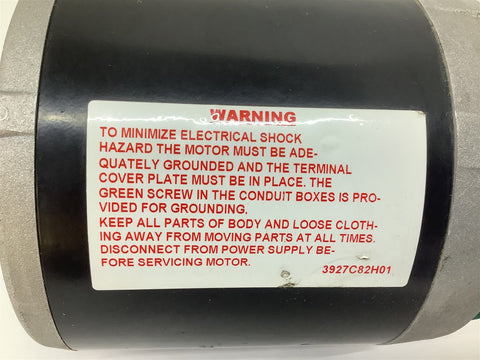 WARNING
TO MINIMIZE ELECTRICAL SHOCK
HAZARD THE MOTOR MUST BE ADE-
QUATELY GROUNDED AND THE TERMINAL
COVER PLATE MUST BE IN PLACE. THE
GREEN SCREW IN THE CONDUIT BOXES IS PRO-
VIDED FOR GROUNDING.
KEEP ALL PARTS OF BODY AND LOOSE CLOTH-
ING AWAY FROM MOVING PARTS AT ALL TIMES.
DISCONNECT FROM POWER SUPPLY BE-
FORE SERVICING MOTOR.
3927C82H01